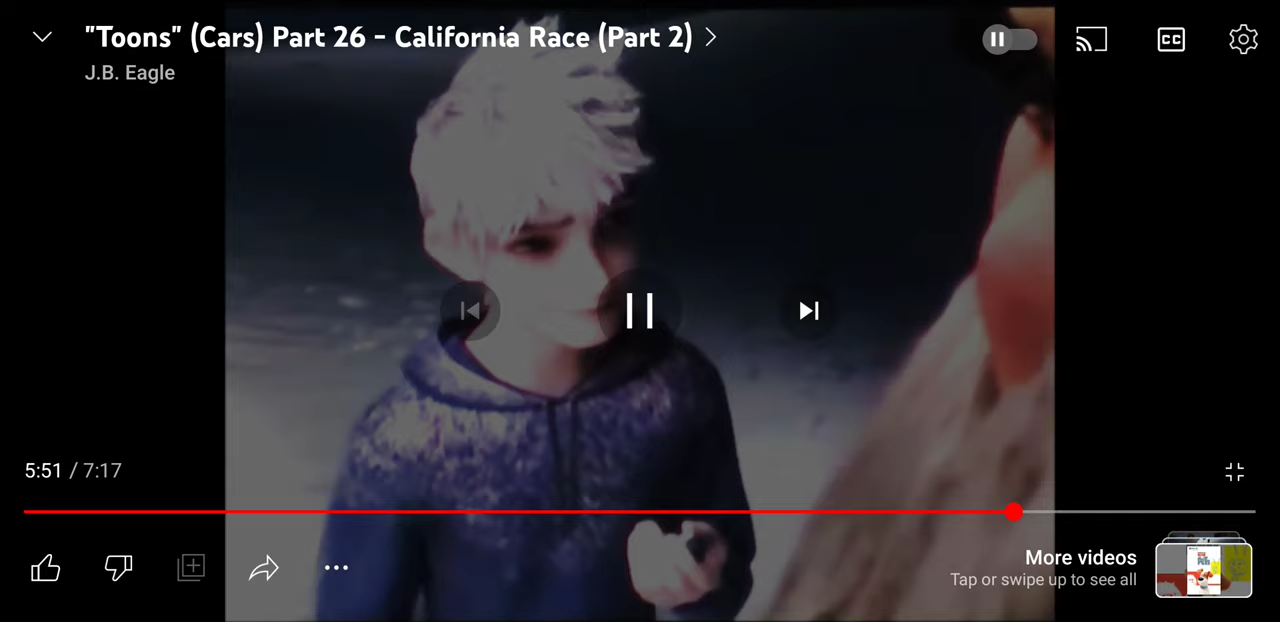 "Toons" (Cars) Part 26 - California Race (Part 2)
J.B. Eagle
CC
5:51 / 7:17
More videos
Tap or swipe up to see all